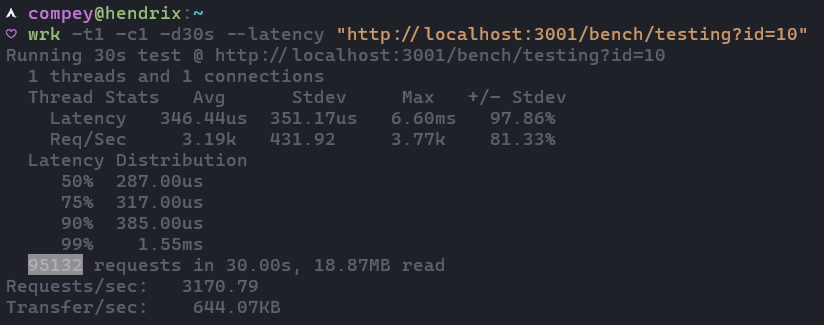 compey@hendrix:~
wrk -t1 -c1 -d30s --latency "http://localhost:3001/bench/testing?id=10"
Running 30s test @ http://localhost:3001/bench/testing?id=10
  1 threads and 1 connections
  Thread Stats   Avg      Stdev     Max   +/- Stdev
    Latency   346.44us  351.17us   6.60ms   97.86%
    Req/Sec     3.19k   431.92     3.77k    81.33%
  Latency Distribution
     50%  287.00us
     75%  317.00us
     90%  385.00us
     99%    1.55ms
  95132 requests in 30.00s, 18.87MB read
Requests/sec:   3170.79
Transfer/sec:    644.07KB